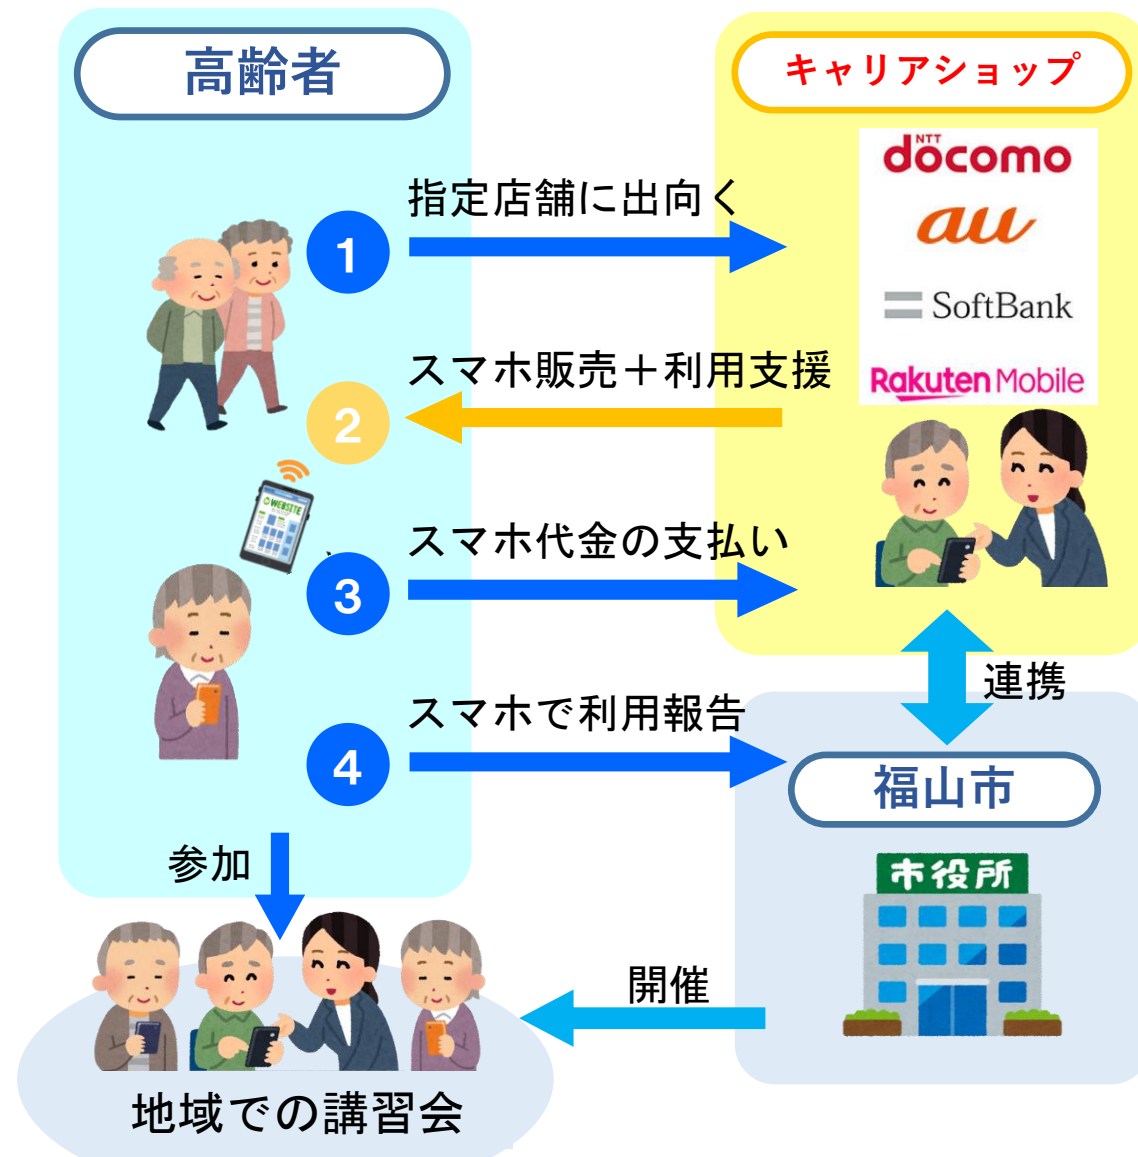 高齢者
キャリアショップ
NTT
docomo
au
SoftBank
Rakuten Mobile
1
指定店舗に出向く
2
スマホ販売＋利用支援
WEBSITE
3
スマホ代金の支払い
連携
4
スマホで利用報告
福山市
市役所
参加
開催
地域での講習会